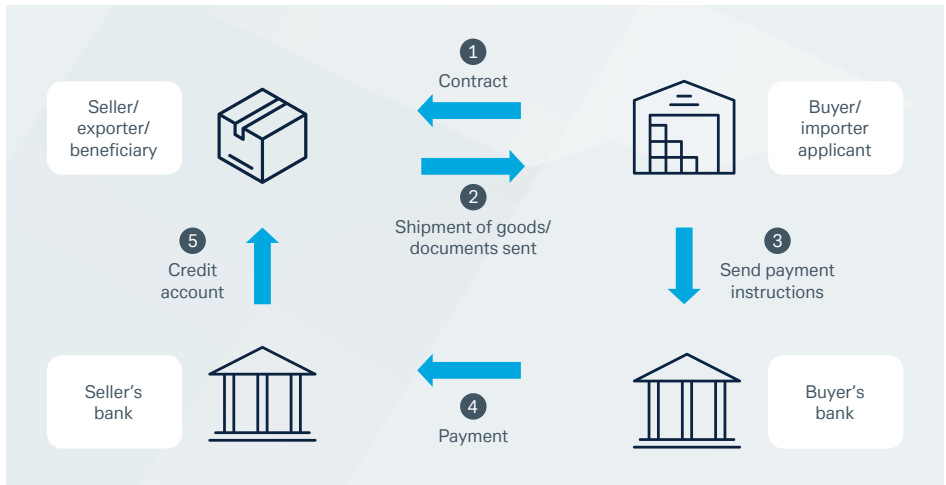 1
Contract
Seller/
exporter/
beneficiary
Buyer/
importer
applicant
2
Shipment of goods/
documents sent
5
Credit
account
3
Send payment
instructions
Seller’s
bank
4
Payment
Buyer’s
bank